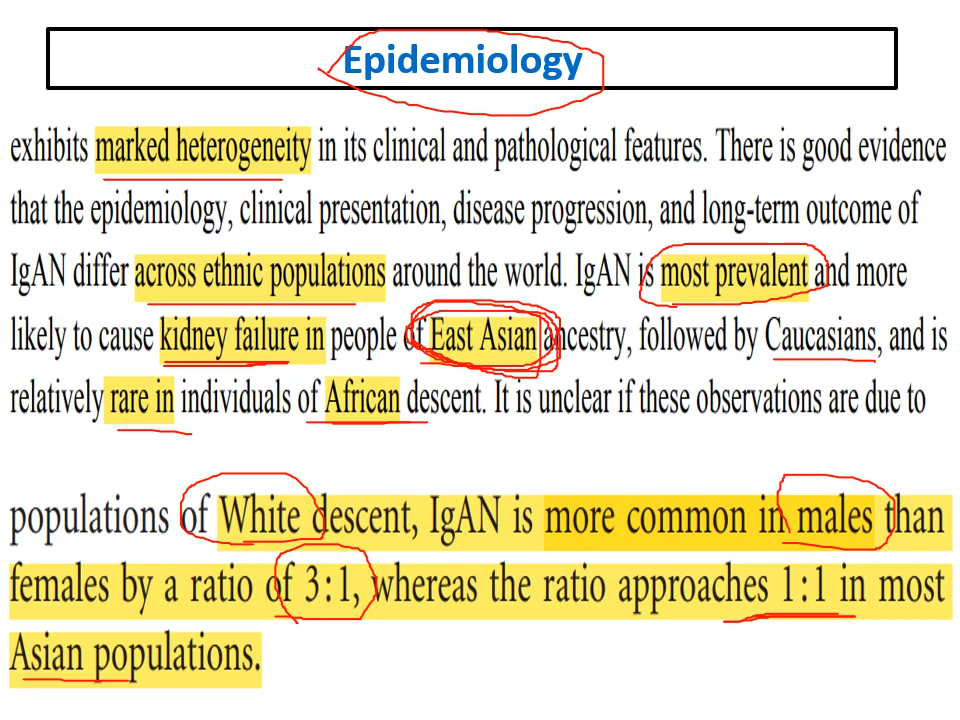 Epidemiology
exhibits marked heterogeneity in its clinical and pathological features. There is good evidence
that the epidemiology, clinical presentation, disease progression, and long-term outcome of
IgAN differ across ethnic populations around the world. IgAN is most prevalent and more
likely to cause kidney failure in people of East Asian ancestry, followed by Caucasians, and is
relatively rare in individuals of African descent. It is unclear if these observations are due to
populations of White descent, IgAN is more common in males than
females by a ratio of 3:1, whereas the ratio approaches 1:1 in most
Asian populations.